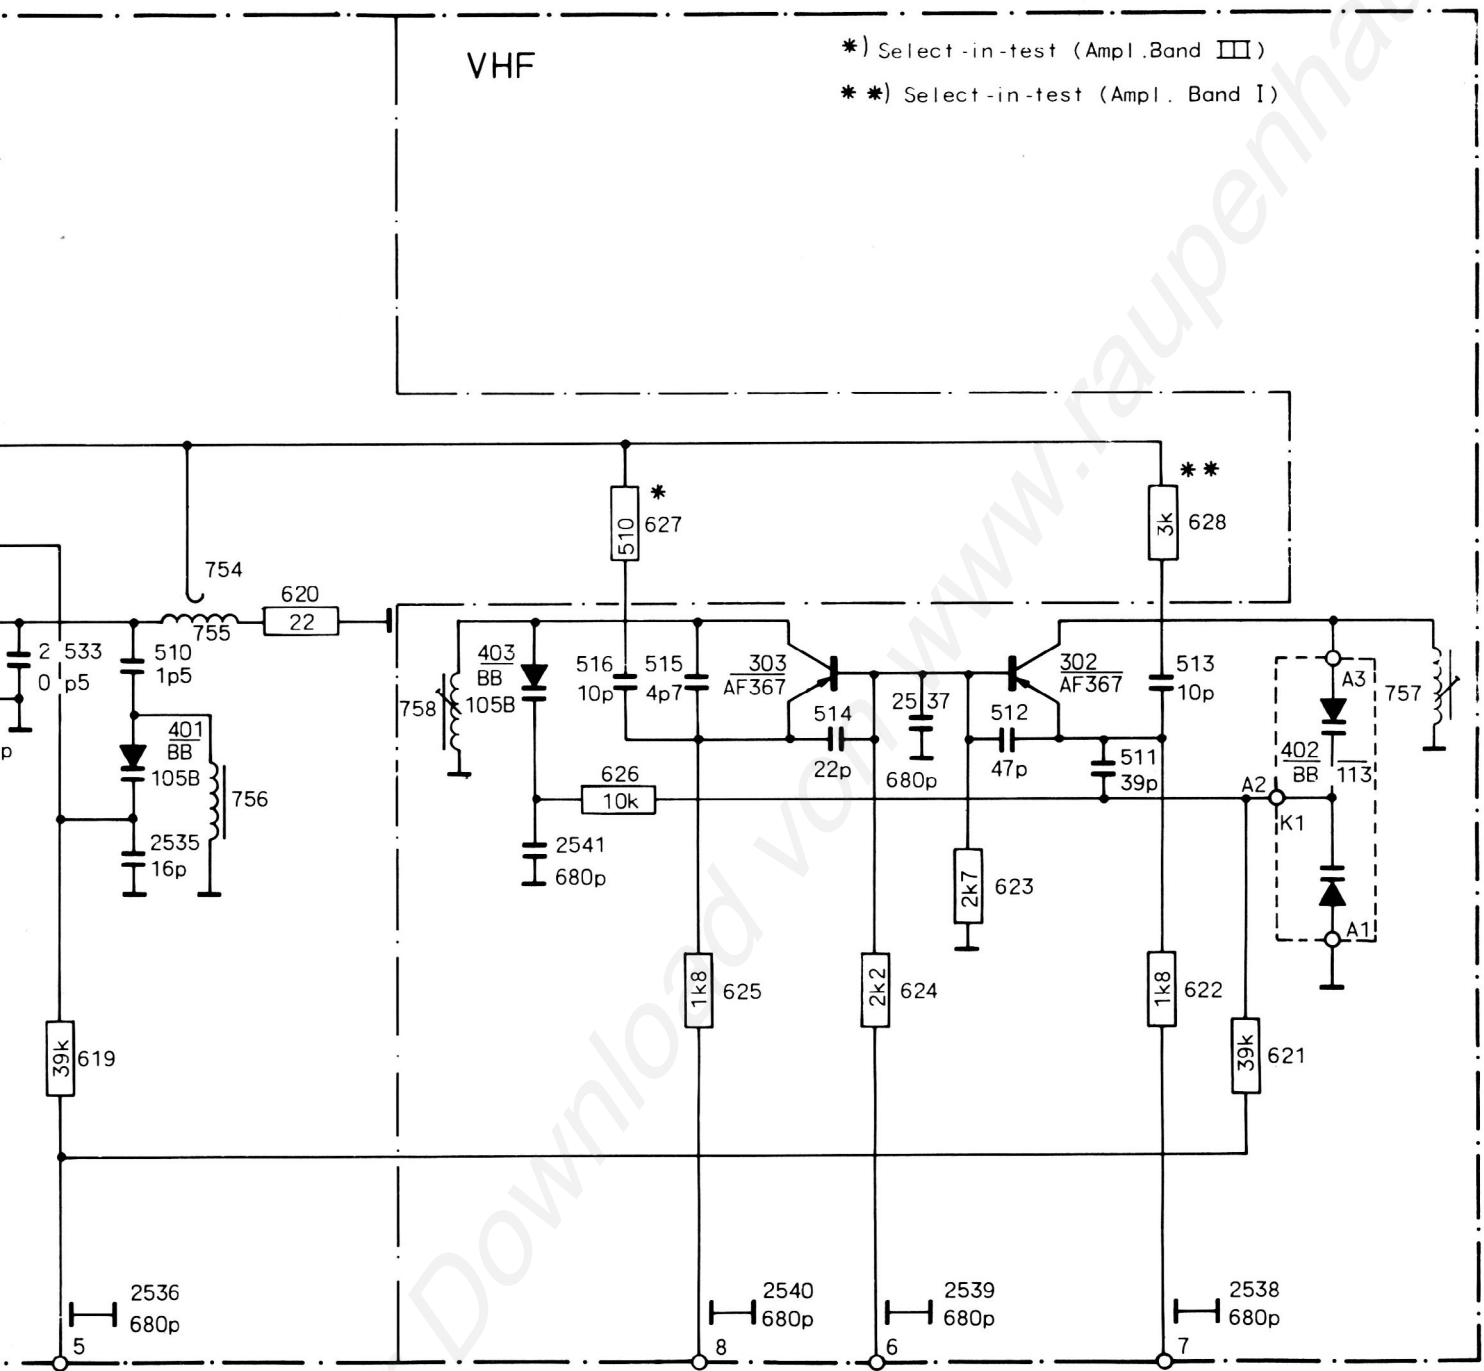 VHF
*) Select-in-test (Ampl.Band III)
* *) Select-in-test (Ampl. Band I)
* *
*
510
627
3k
628
754
755
620
22
2 533
0 p5
510
1p5
401
BB
105B
756
2535
16p
p
758
403
BB
105B
516
10p
515
4p7
303
AF367
514
22p
2537
680p
302
AF367
512
47p
513
10p
511
39p
A3
757
402
BB 113
A2
K1
A1
626
10k
2541
680p
2k7
623
1k8
625
2k2
624
1k8
622
39k
619
39k
621
2536
680p
5
2540
680p
8
2539
680p
6
2538
680p
7
Download von www.raupenha